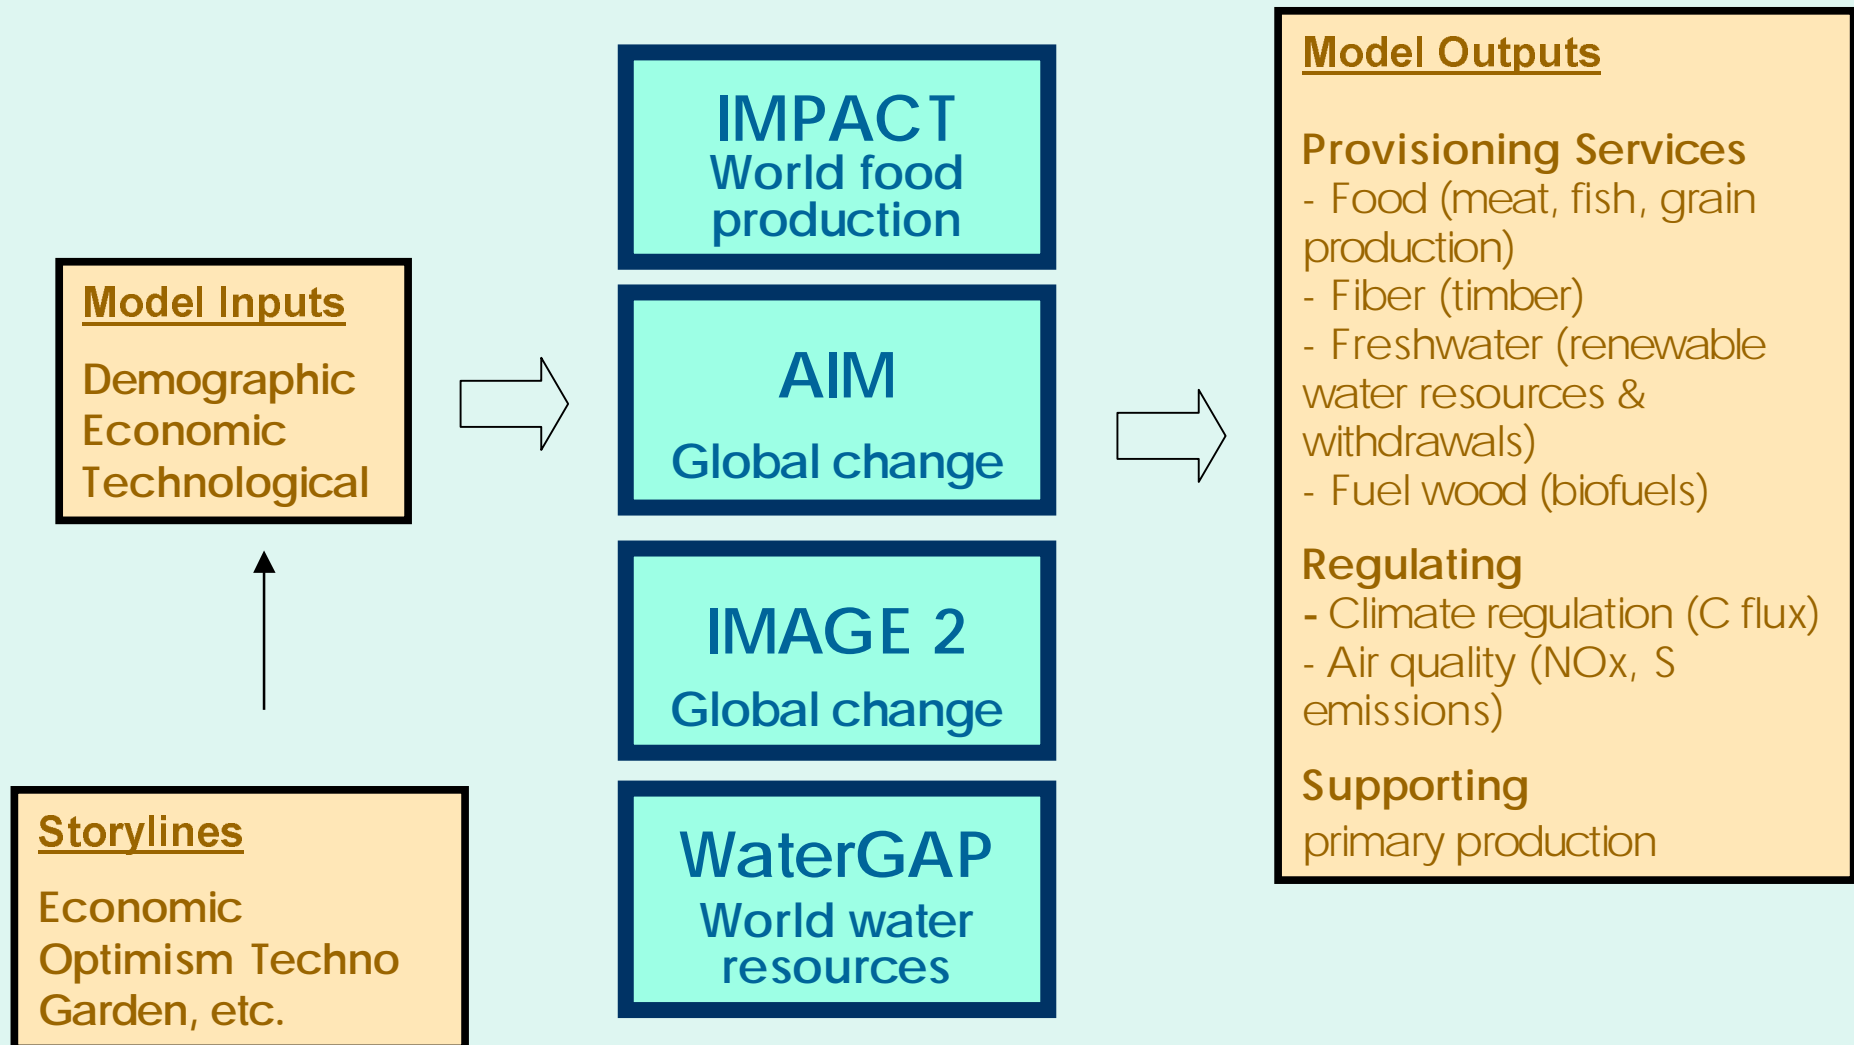 Model Inputs
Demographic
Economic
Technological
Storylines
Economic
Optimism Techno
Garden, etc.
IMPACT
World food
production
AIM
Global change
IMAGE 2
Global change
WaterGAP
World water
resources
Model Outputs
Provisioning Services
- Food (meat, fish, grain
production)
- Fiber (timber)
- Freshwater (renewable
water resources &
withdrawals)
- Fuel wood (biofuels)
Regulating
- Climate regulation (C flux)
- Air quality (NOx, S
emissions)
Supporting
primary production